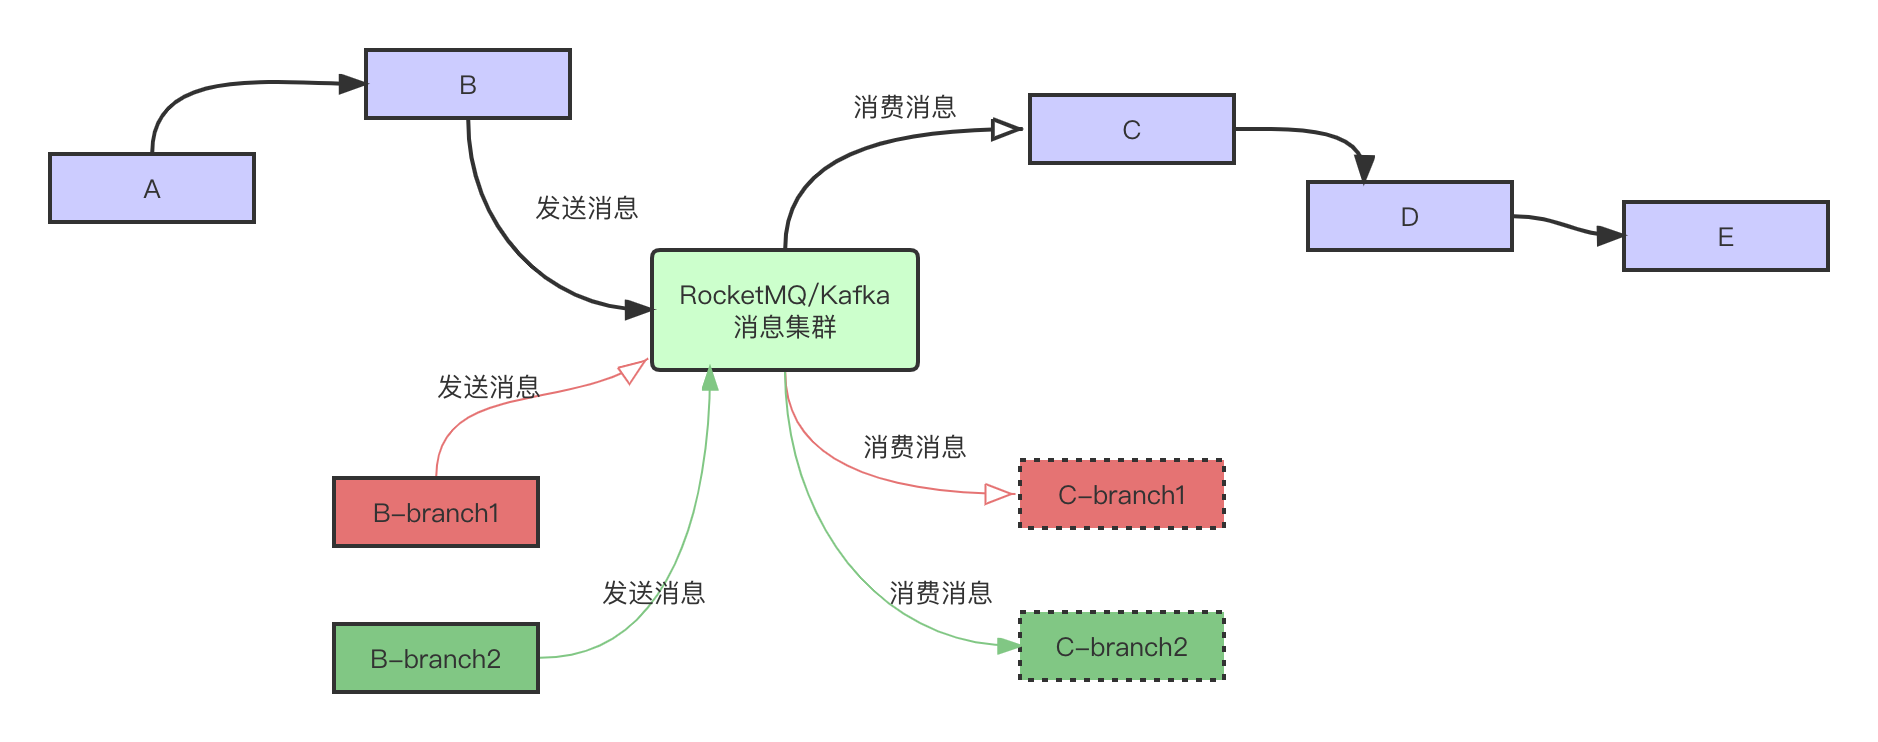 A
B
发送消息
RocketMQ/Kafka
消息集群
消费消息
C
D
E
发送消息
B-branch1
发送消息
B-branch2
消费消息
C-branch1
消费消息
C-branch2